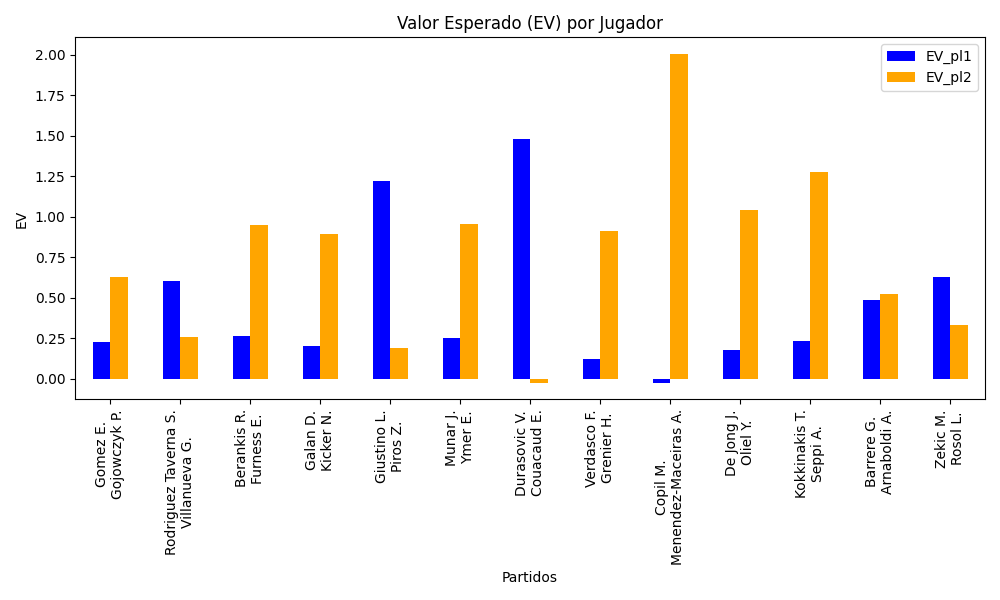 Valor Esperado (EV) por Jugador
EV_pl1
EV_pl2
EV
2.00
1.75
1.50
1.25
1.00
0.75
0.50
0.25
0.00
Gomez E.
Gojowczyk P.
Rodriguez Taverna S.
Villanueva G.
Berankis R.
Furness E.
Galan D.
Kicker N.
Giustino L.
Piros Z.
Munar J.
Ymer E.
Durasovic V.
Couacaud E.
Verdasco F.
Grenier H.
Copil M.
Menendez-Maceiras A.
De Jong J.
Oliel Y.
Kokkinakis T.
Seppi A.
Barrere G.
Arnaboldi A.
Zekic M.
Rosol L.
Partidos